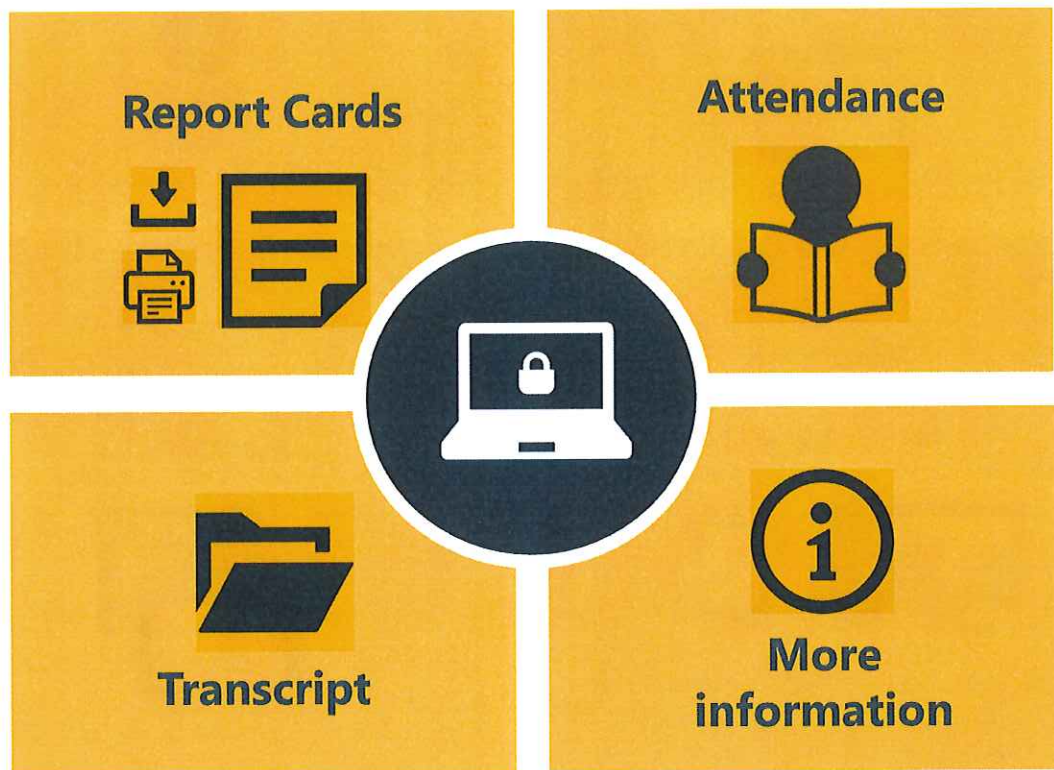 Report Cards
Attendance
Transcript
More
information